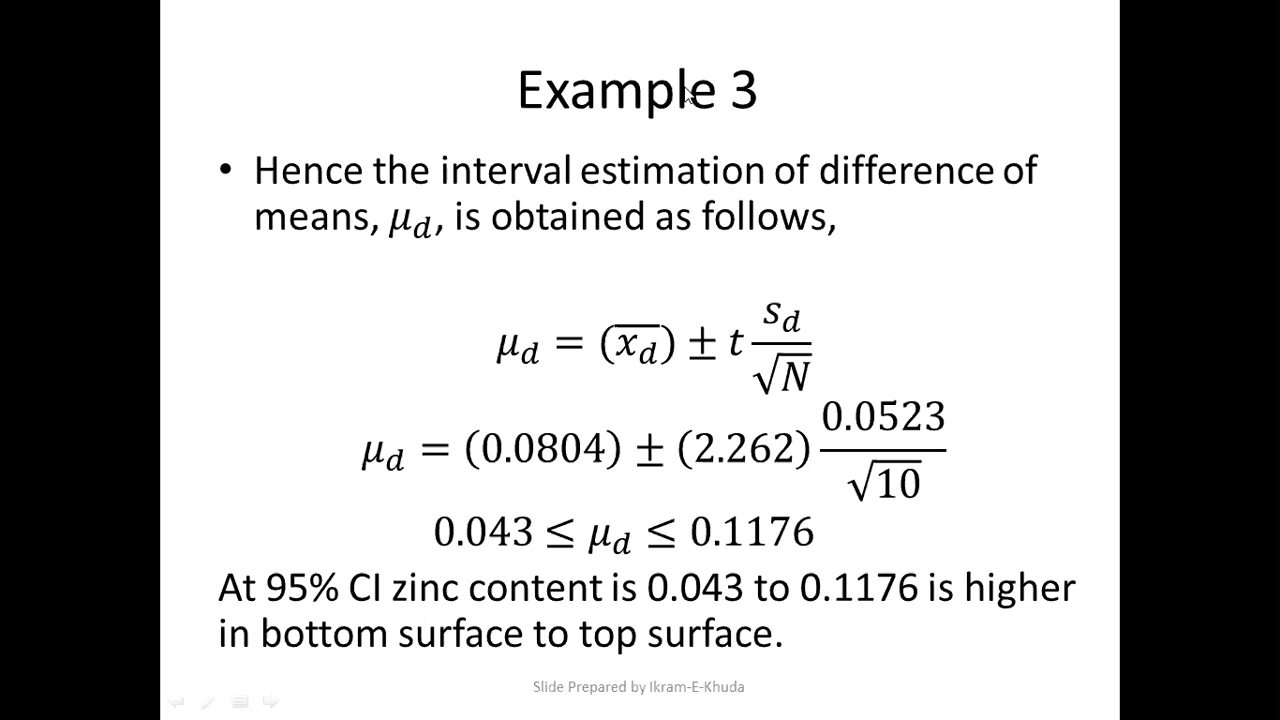 Example 3
• Hence the interval estimation of difference of
means, μ_d, is obtained as follows,
μ_d = (x̅_d) ± t s_d/√N
μ_d = (0.0804) ± (2.262) 0.0523/√10
0.043 ≤ μ_d ≤ 0.1176
At 95% CI zinc content is 0.043 to 0.1176 is higher
in bottom surface to top surface.
Slide Prepared by Ikram-E-Khuda